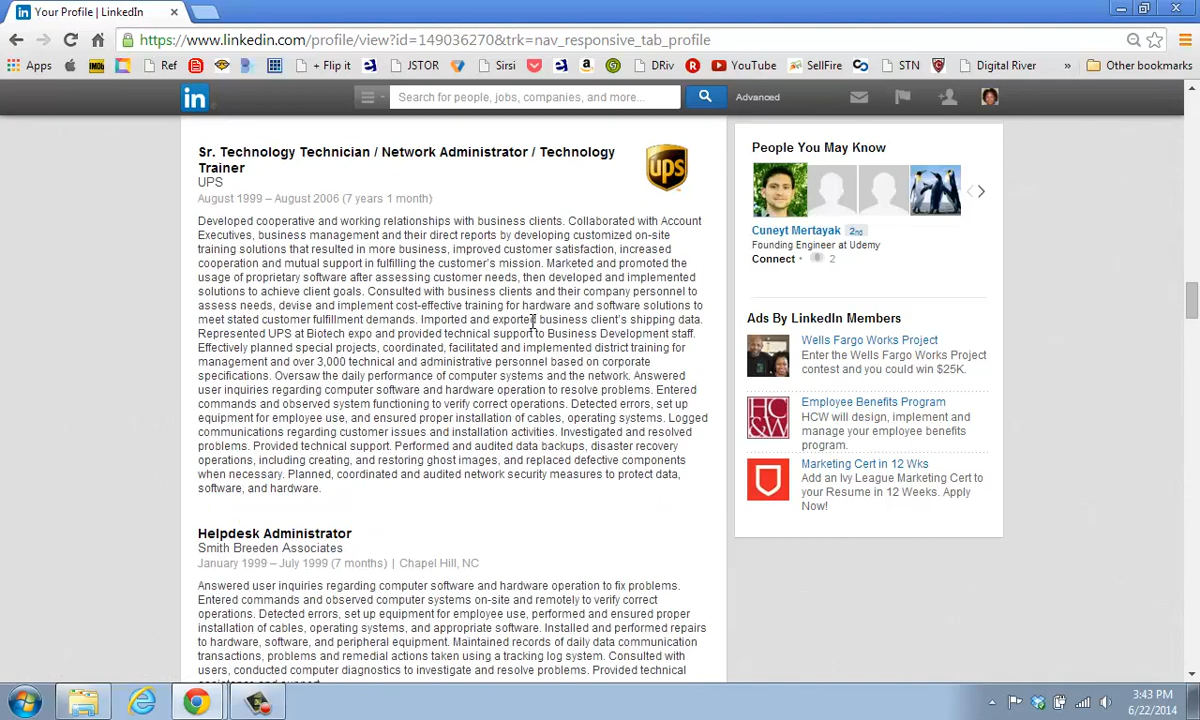 Your Profile | LinkedIn
https://www.linkedin.com/profile/view?id=149036270&trk=nav_responsive_tab_profile
Apps
Ref
+ Flip it
JSTOR
Sirsi
DRiv
YouTube
SellFire
STN
Digital River
»
Other bookmarks
in
Search for people, jobs, companies, and more...
Advanced
Sr. Technology Technician / Network Administrator / Technology
Trainer
UPS
August 1999 – August 2006 (7 years 1 month)
ups
Developed cooperative and working relationships with business clients. Collaborated with Account
Executives, business management and their direct reports by developing customized on-site
training solutions that resulted in more business, improved customer satisfaction, increased
cooperation and mutual support in fulfilling the customer's mission. Marketed and promoted the
usage of proprietary software after assessing customer needs, then developed and implemented
solutions to achieve client goals. Consulted with business clients and their company personnel to
assess needs, devise and implement cost-effective training for hardware and software solutions to
meet stated customer fulfillment demands. Imported and exported business client's shipping data.
Represented UPS at Biotech expo and provided technical support to Business Development staff.
Effectively planned special projects, coordinated, facilitated and implemented district training for
management and over 3,000 technical and administrative personnel based on corporate
specifications. Oversaw the daily performance of computer systems and the network. Answered
user inquiries regarding computer software and hardware operation to resolve problems. Entered
commands and observed system functioning to verify correct operations. Detected errors, set up
equipment for employee use, and ensured proper installation of cables, operating systems. Logged
communications regarding customer issues and installation activities. Investigated and resolved
problems. Provided technical support. Performed and audited data backups, disaster recovery
operations, including creating, and restoring ghost images, and replaced defective components
when necessary. Planned, coordinated and audited network security measures to protect data,
software, and hardware.
Helpdesk Administrator
Smith Breeden Associates
January 1999 – July 1999 (7 months) | Chapel Hill, NC
Answered user inquiries regarding computer software and hardware operation to fix problems.
Entered commands and observed computer systems on-site and remotely to verify correct
operations. Detected errors, set up equipment for employee use, performed and ensured proper
installation of cables, operating systems, and appropriate software. Installed and performed repairs
to hardware, software, and peripheral equipment. Maintained records of daily data communication
transactions, problems and remedial actions taken using a tracking log system. Consulted with
users, conducted computer diagnostics to investigate and resolve problems. Provided technical
assistance and support.
People You May Know
Cuneyt Mertayak 2nd
Founding Engineer at Udemy
Connect • 2
Ads By LinkedIn Members
Wells Fargo Works Project
Enter the Wells Fargo Works Project
contest and you could win $25K.
HC&W
Employee Benefits Program
HCW will design, implement and
manage your employee benefits
program.
Marketing Cert in 12 Wks
Add an Ivy League Marketing Cert to
your Resume in 12 Weeks. Apply
Now!
3:43 PM
6/22/2014